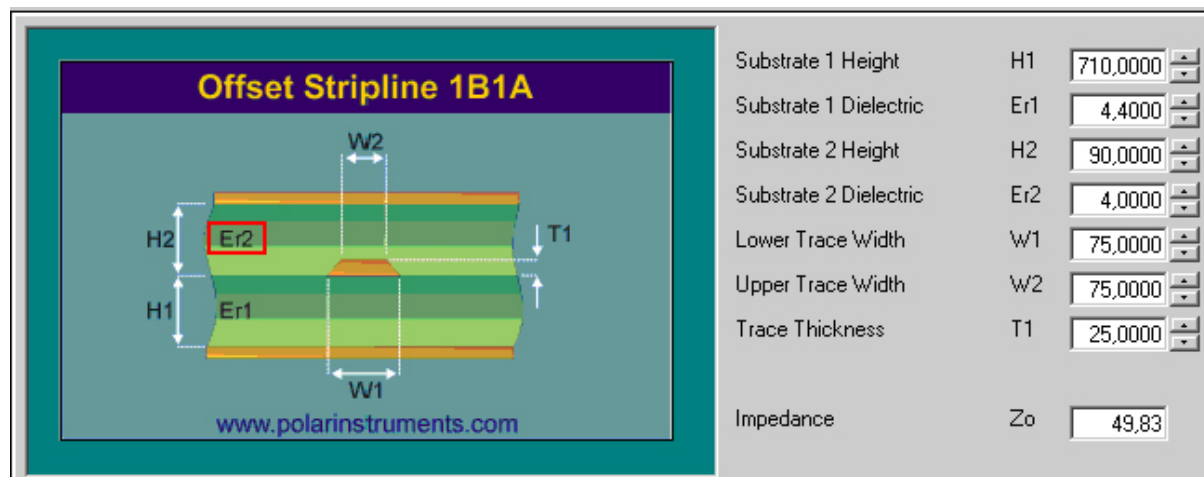 Offset Stripline 1B1A
W2
H2
Er2
T1
H1
Er1
W1
www.polarinstruments.com
Substrate 1 Height H1 710,0000
Substrate 1 Dielectric Er1 4,4000
Substrate 2 Height H2 90,0000
Substrate 2 Dielectric Er2 4,0000
Lower Trace Width W1 75,0000
Upper Trace Width W2 75,0000
Trace Thickness T1 25,0000
Impedance Zo 49,83